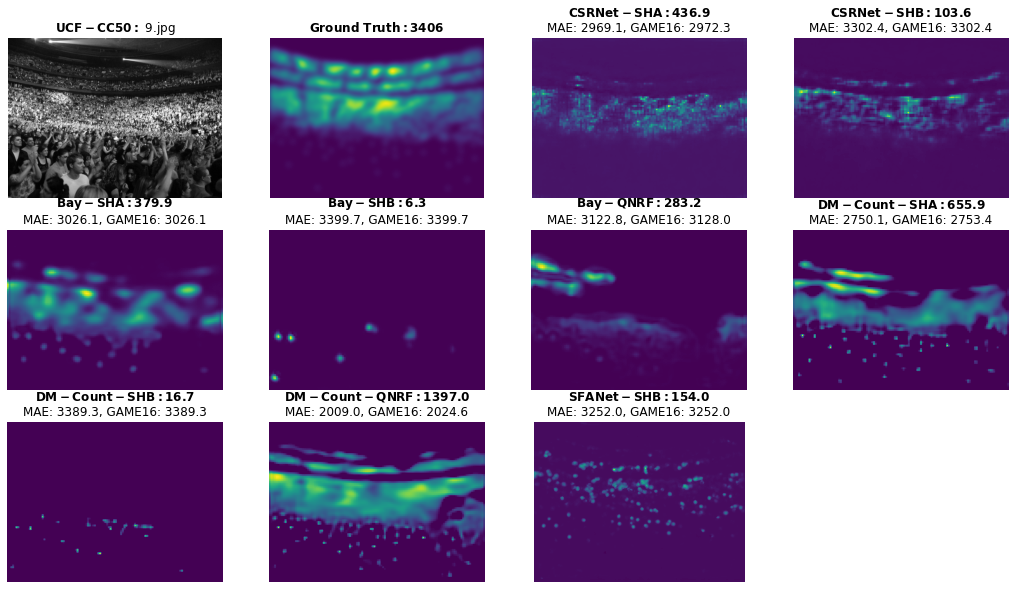 UCF − CC50 : 9.jpg
Ground Truth : 3406
CSRNet − SHA : 436.9
MAE: 2969.1, GAME16: 2972.3
CSRNet − SHB : 103.6
MAE: 3302.4, GAME16: 3302.4
Bay − SHA : 379.9
MAE: 3026.1, GAME16: 3026.1
Bay − SHB : 6.3
MAE: 3399.7, GAME16: 3399.7
Bay − QNRF : 283.2
MAE: 3122.8, GAME16: 3128.0
DM − Count − SHA : 655.9
MAE: 2750.1, GAME16: 2753.4
DM − Count − SHB : 16.7
MAE: 3389.3, GAME16: 3389.3
DM − Count − QNRF : 1397.0
MAE: 2009.0, GAME16: 2024.6
SFANet − SHB : 154.0
MAE: 3252.0, GAME16: 3252.0